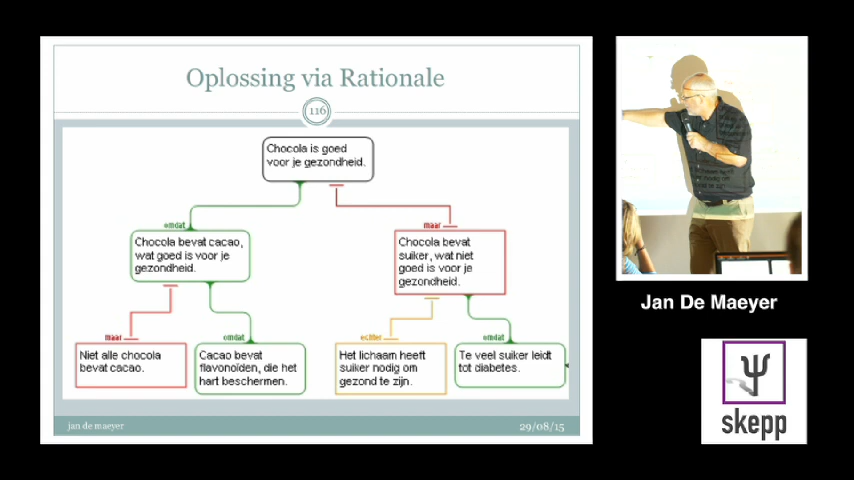 Oplossing via Rationale
116
Chocola is goed
voor je gezondheid.
omdat
maar
Chocola bevat cacao,
wat goed is voor je
gezondheid.
Chocola bevat
suiker, wat niet
goed is voor je
gezondheid.
maar
omdat
echter
omdat
Niet alle chocola
bevat cacao.
Cacao bevat
flavonoïden, die het
hart beschermen.
Het lichaam heeft
suiker nodig om
gezond te zijn.
Te veel suiker leidt
tot diabetes.
jan de maeyer
29/08/15
Jan De Maeyer
ψ
skepp